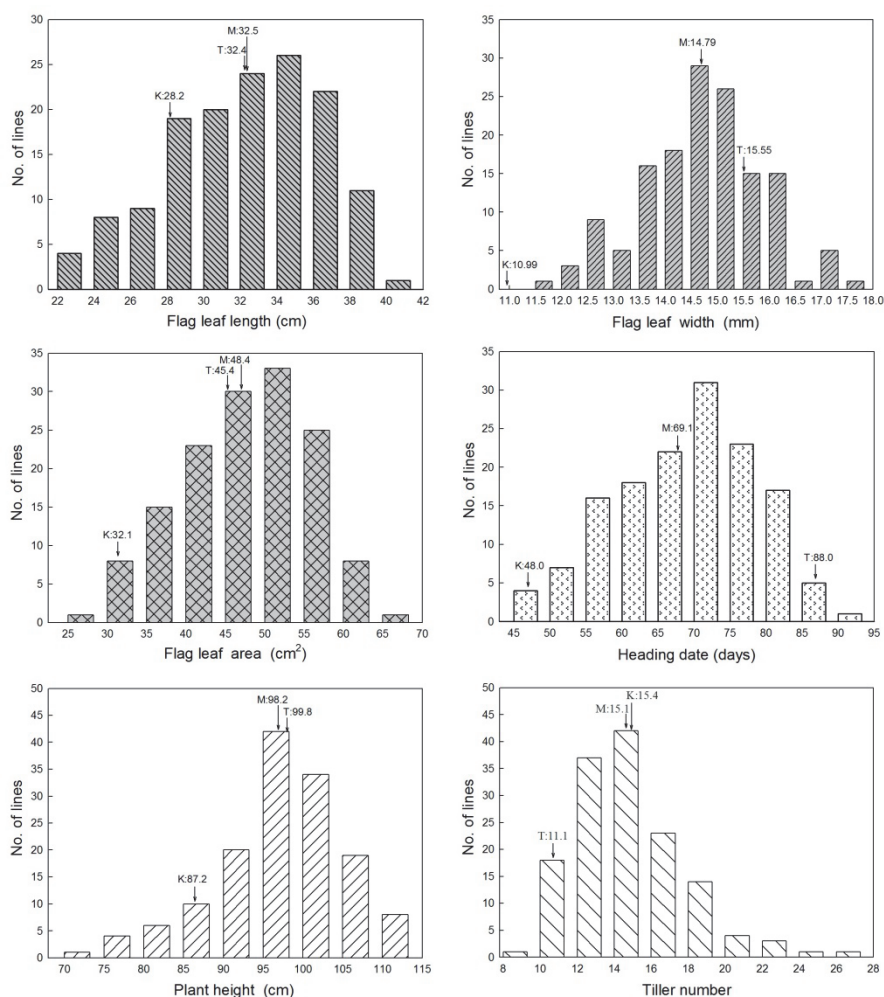 30
25
20
15
10
5
0
No. of lines
M:32.5
T:32.4
K:28.2
22 24 26 28 30 32 34 36 38 40 42
Flag leaf length (cm)
35
30
25
20
15
10
5
0
No. of lines
M:14.79
T:15.55
K:10.99
11.0 11.5 12.0 12.5 13.0 13.5 14.0 14.5 15.0 15.5 16.0 16.5 17.0 17.5 18.0
Flag leaf width (mm)
35
30
25
20
15
10
5
0
No. of lines
M:48.4
T:45.4
K:32.1
25 30 35 40 45 50 55 60 65 70
Flag leaf area (cm²)
35
30
25
20
15
10
5
0
No. of lines
M:69.1
K:48.0
T:88.0
45 50 55 60 65 70 75 80 85 90 95
Heading date (days)
50
45
40
35
30
25
20
15
10
5
0
No. of lines
M:98.2
T:99.8
K:87.2
70 75 80 85 90 95 100 105 110 115
Plant height (cm)
50
45
40
35
30
25
20
15
10
5
0
No. of lines
K:15.4
M:15.1
T:11.1
8 10 12 14 16 18 20 22 24 26 28
Tiller number